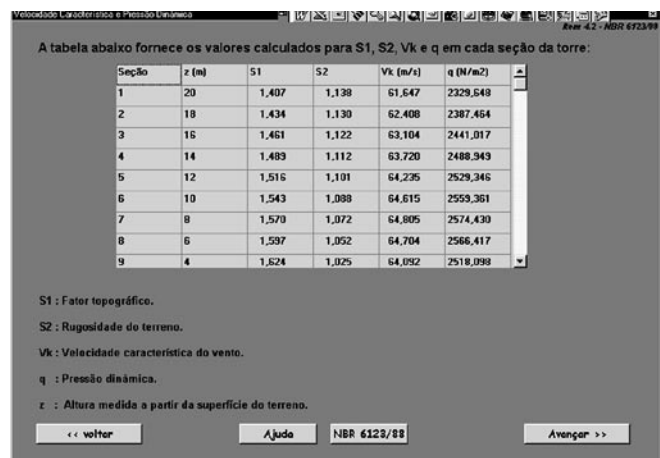 Velocidade Característica e Pressão Dinâmica
Item 4.2 - NBR 6123/88
A tabela abaixo fornece os valores calculados para S1, S2, Vk e q em cada seção da torre:
Seção z (m) S1 S2 Vk (m/s) q (N/m2)
1 20 1,407 1,138 61,647 2329,648
2 18 1,434 1,130 62,408 2387,464
3 16 1,461 1,122 63,104 2441,017
4 14 1,489 1,112 63,720 2488,949
5 12 1,516 1,101 64,235 2529,346
6 10 1,543 1,088 64,615 2559,361
7 8 1,570 1,072 64,805 2574,430
8 6 1,597 1,052 64,704 2566,417
9 4 1,624 1,025 64,092 2518,098
S1 : Fator topográfico.
S2 : Rugosidade do terreno.
Vk : Velocidade característica do vento.
q : Pressão dinâmica.
z : Altura medida a partir da superfície do terreno.
<< voltar Ajuda NBR 6123/88 Avançar >>